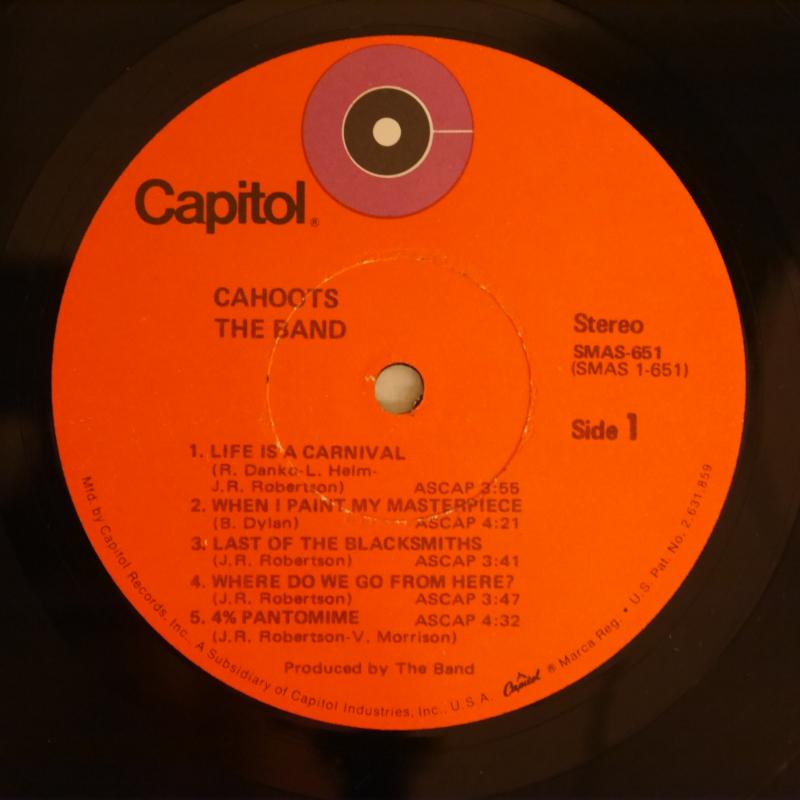 Capitol®
CAHOOTS
THE BAND
Stereo
SMAS-651
(SMAS 1-651)
Side 1
1. LIFE IS A CARNIVAL
(R. Danko-L. Helm-
J.R. Robertson) ASCAP 3:55
2. WHEN I PAINT MY MASTERPIECE
(B. Dylan) ASCAP 4:21
3. LAST OF THE BLACKSMITHS
(J.R. Robertson) ASCAP 3:41
4. WHERE DO WE GO FROM HERE?
(J.R. Robertson) ASCAP 3:47
5. 4% PANTOMIME ASCAP 4:32
(J.R. Robertson-V. Morrison)
Produced by The Band
Mfd. by Capitol Records, Inc., A Subsidiary of Capitol Industries, Inc., U.S.A. Capitol ® Marca Reg. • U.S. Pat. No. 2,631,859